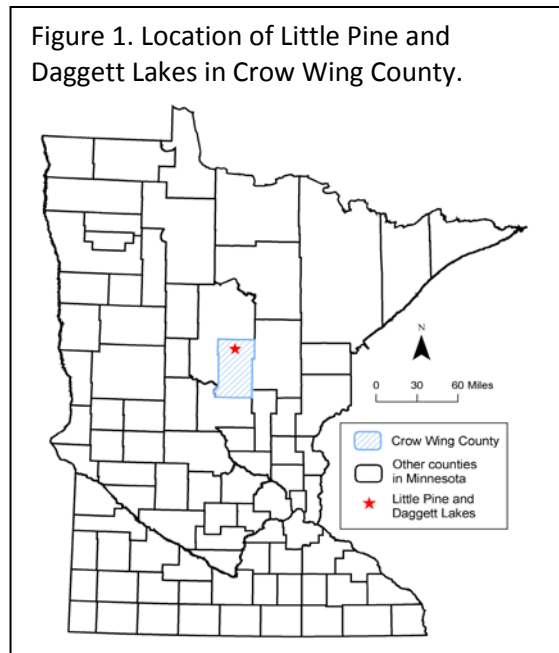 Figure 1. Location of Little Pine and
Daggett Lakes in Crow Wing County.
N
0 30 60 Miles
Crow Wing County
Other counties
in Minnesota
Little Pine and
Daggett Lakes